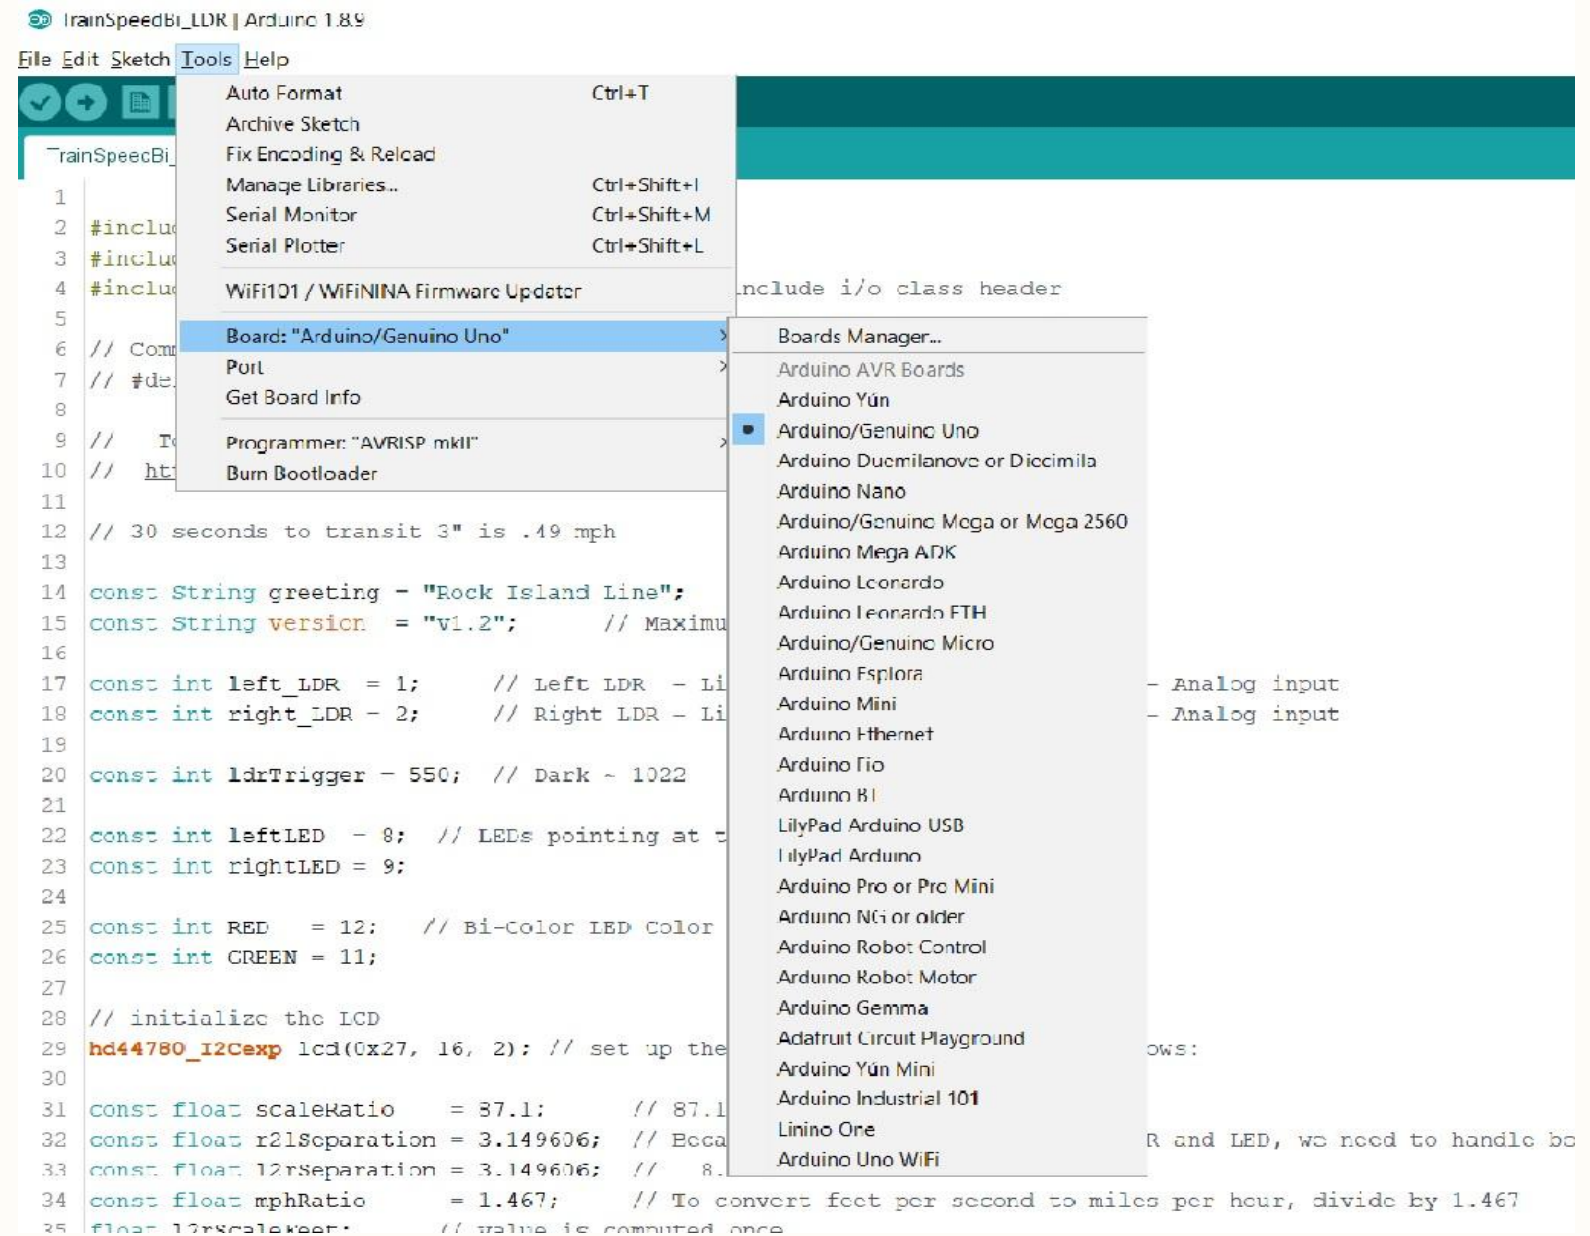 TrainSpeedBi_LDR | Arduino 1.8.9
File Edit Sketch Tools Help
Auto Format Ctrl+T
Archive Sketch
Fix Encoding & Reload
TrainSpeedBi_
Manage Libraries... Ctrl+Shift+I
Serial Monitor Ctrl+Shift+M
Serial Plotter Ctrl+Shift+L
WiFi101 / WiFiNINA Firmware Updater
Board: "Arduino/Genuino Uno"
Port
Get Board Info
Programmer: "AVRISP mkII"
Burn Bootloader
Boards Manager...
Arduino AVR Boards
Arduino Yún
Arduino/Genuino Uno
Arduino Duemilanove or Diecimila
Arduino Nano
Arduino/Genuino Mega or Mega 2560
Arduino Mega ADK
Arduino Leonardo
Arduino Leonardo ETH
Arduino/Genuino Micro
Arduino Esplora
Arduino Mini
Arduino Ethernet
Arduino Fio
Arduino BT
LilyPad Arduino USB
LilyPad Arduino
Arduino Pro or Pro Mini
Arduino NG or older
Arduino Robot Control
Arduino Robot Motor
Arduino Gemma
Adafruit Circuit Playground
Arduino Yún Mini
Arduino Industrial 101
Linino One
Arduino Uno WiFi
1
2 #inclu
3 #inclu
4 #inclu nclude i/o class header
5
6 // Com
7 // #de
8
9 // T
10 // ht
11
12 // 30 seconds to transit 3" is .49 mph
13
14 const String greeting = "Rock Island Line";
15 const String version = "v1.2"; // Maximu
16
17 const int left_LDR = 1; // Left LDR - Li - Analog input
18 const int right_LDR = 2; // Right LDR - Li - Analog input
19
20 const int ldrTrigger = 550; // Dark ~ 1022
21
22 const int leftLED = 8; // LEDs pointing at t
23 const int rightLED = 9;
24
25 const int RED = 12; // Bi-Color LED Color
26 const int GREEN = 11;
27
28 // initialize the LCD
29 hd44780_I2Cexp lcd(0x27, 16, 2); // set up the ows:
30
31 const float scaleRatio = 87.1; // 87.1
32 const float r2lSeparation = 3.149606; // Beca R and LED, we need to handle bo
33 const float l2rSeparation = 3.149606; // 8.
34 const float mphRatio = 1.467; // To convert feet per second to miles per hour, divide by 1.467
35 float l2rScaleFeet; // value is computed once